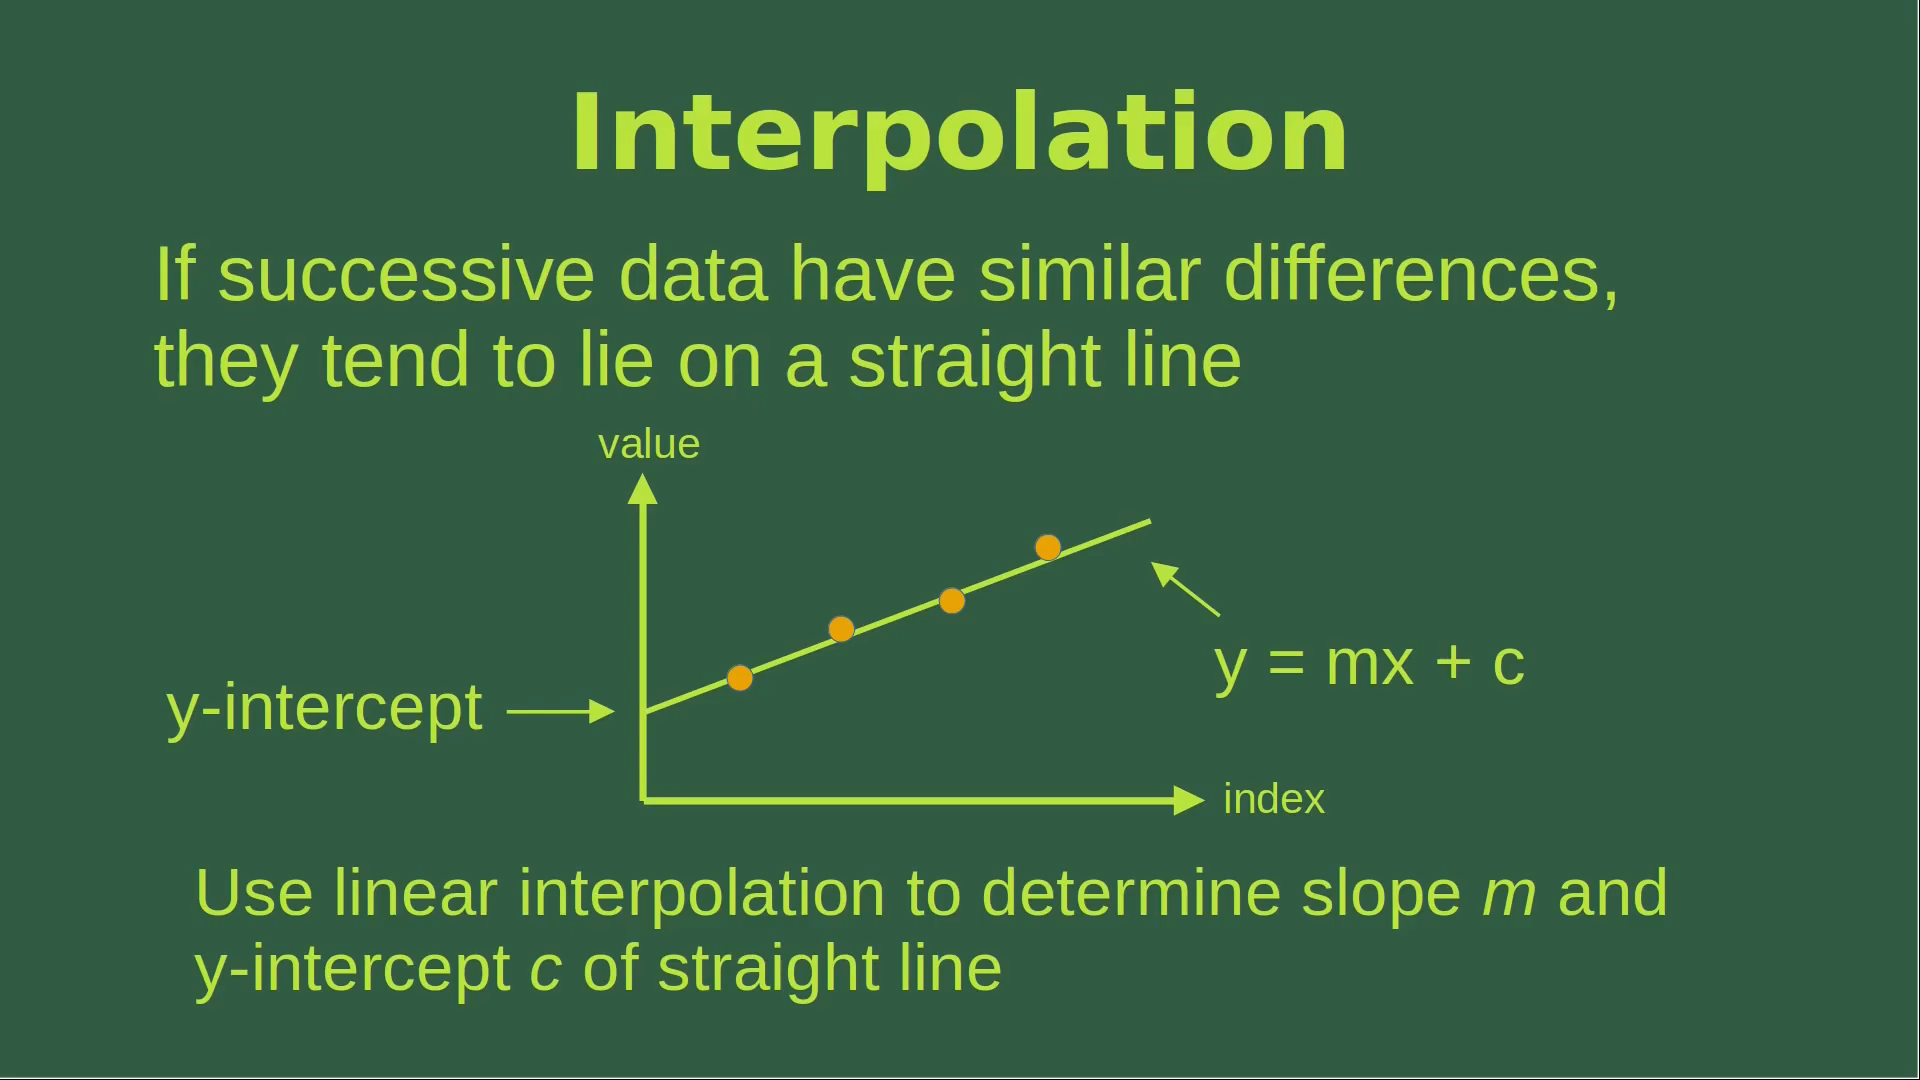 Interpolation
If successive data have similar differences,
they tend to lie on a straight line
value
y = mx + c
y-intercept
index
Use linear interpolation to determine slope m and
y-intercept c of straight line